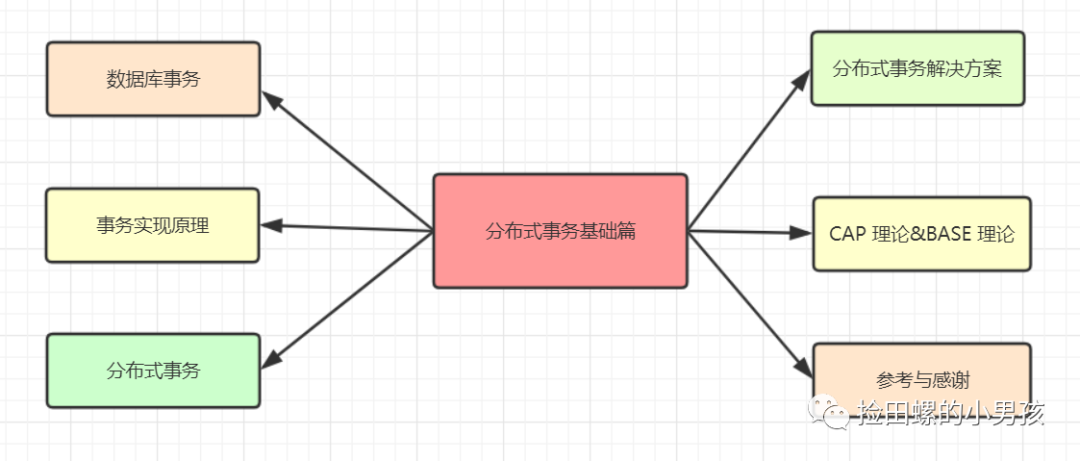 数据库事务
分布式事务解决方案
事务实现原理
分布式事务基础篇
CAP 理论&BASE 理论
分布式事务
参考与感谢
捡田螺的小男孩